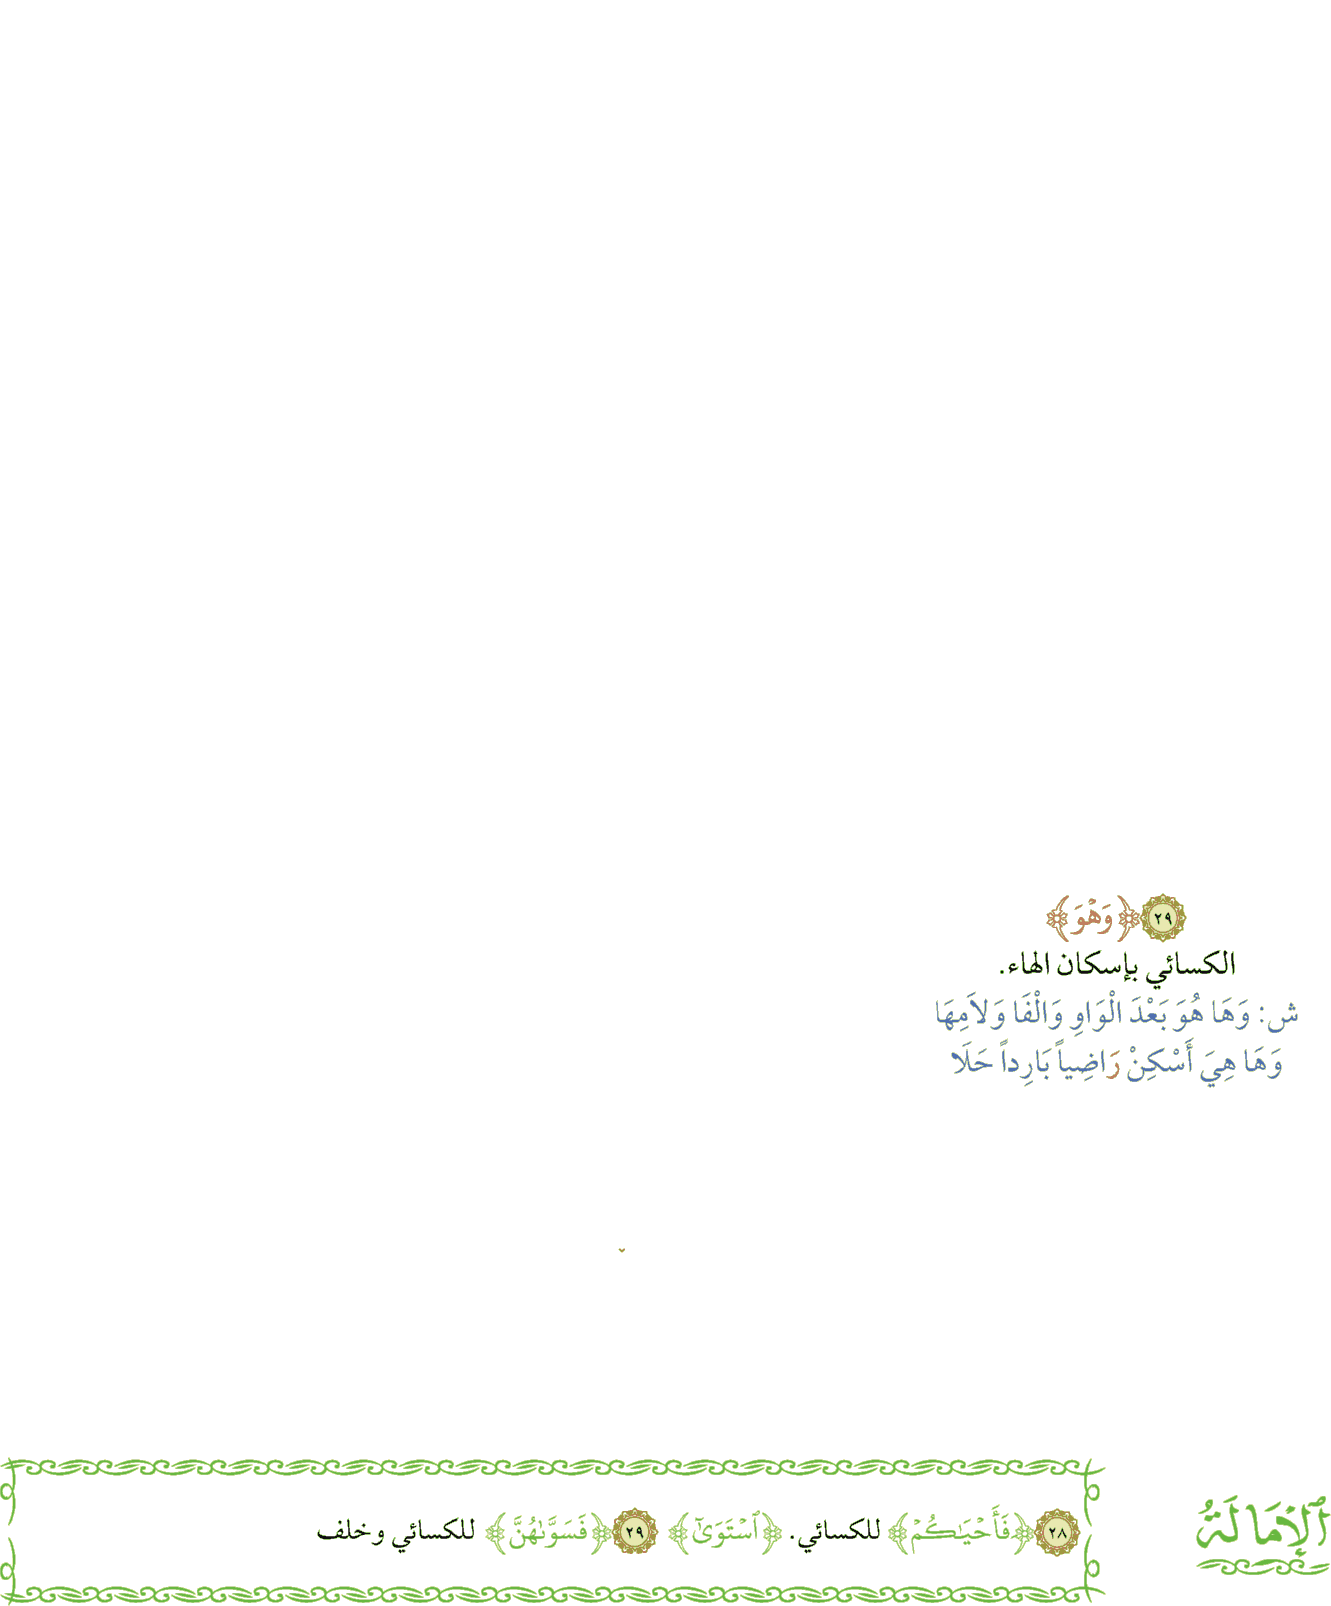 ٢٩ ﴿وَهْوَ﴾
الكسائي بإسكان الهاء.
ش: وَهَا هُوَ بَعْدَ الْوَاوِ وَالْفَا وَلاَمِهَا
وَهَا هِيَ أَسْكِنْ رَاضِياً بَارِداً حَلَا
ٱلْإِمَالَةُ
٢٨ ﴿فَأَحْيَـٰكُمْ﴾ للكسائي. ﴿ٱسْتَوَىٰٓ﴾ ٢٩ ﴿فَسَوَّىٰهُنَّ﴾ للكسائي وخلف